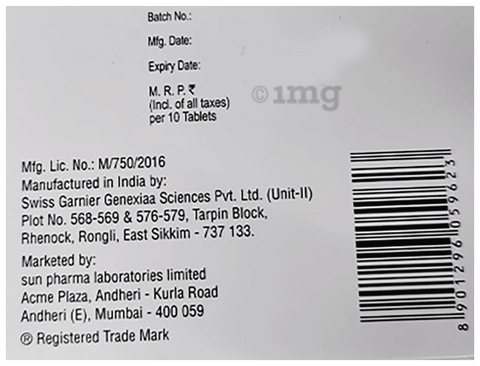 Batch No.:
Mfg. Date:
Expiry Date:
M. R. P. ₹
(Incl. of all taxes)
per 10 Tablets
©1mg
Mfg. Lic. No.: M/750/2016
Manufactured in India by:
Swiss Garnier Genexiaa Sciences Pvt. Ltd. (Unit-II)
Plot No. 568-569 & 576-579, Tarpin Block,
Rhenock, Rongli, East Sikkim - 737 133.
Marketed by:
sun pharma laboratories limited
Acme Plaza, Andheri - Kurla Road
Andheri (E), Mumbai - 400 059
® Registered Trade Mark
8 901296 059623